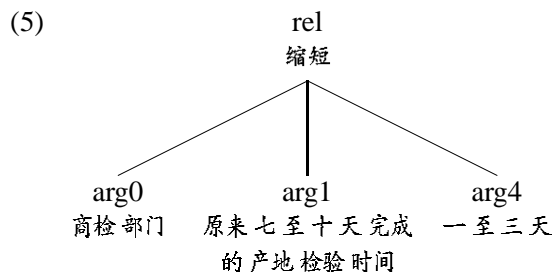 (5) rel
缩短
arg0 arg1 arg4
商检部门 原来七至十天完成 一至三天
的产地检验时间